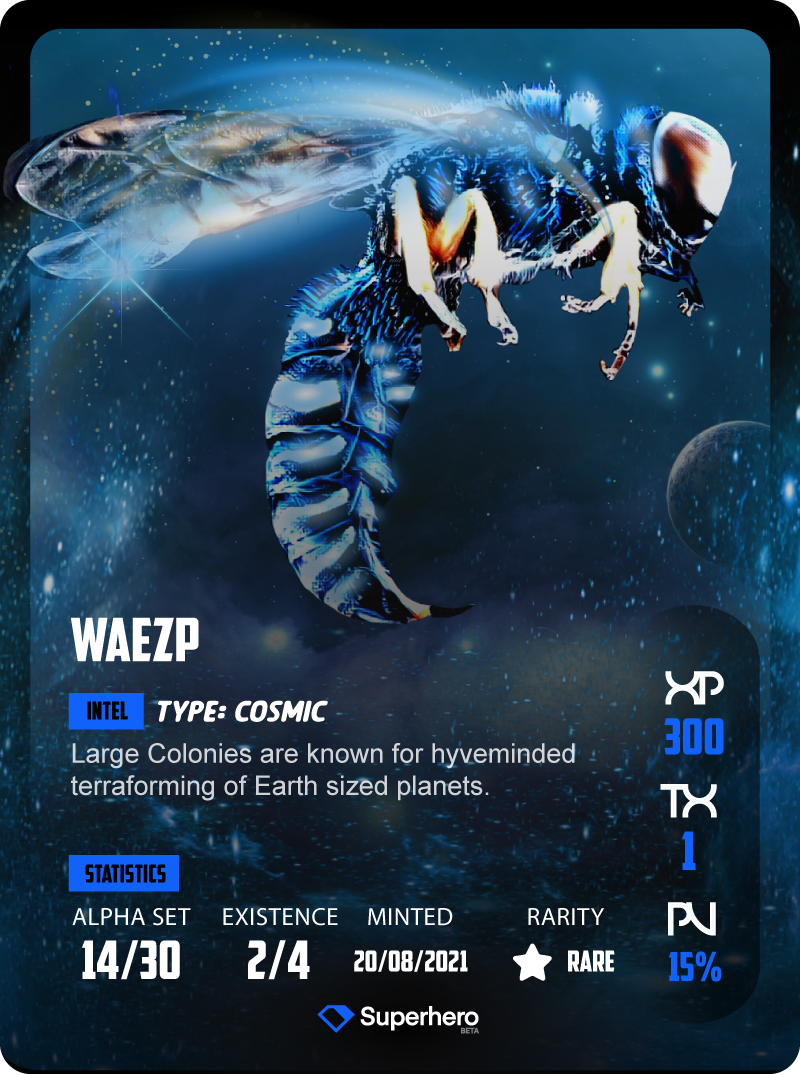 WAEZP
INTEL TYPE: COSMIC
Large Colonies are known for hyveminded
terraforming of Earth sized planets.
XP
300
TX
1
PV
15%
STATISTICS
ALPHA SET EXISTENCE MINTED RARITY
14/30 2/4 20/08/2021 RARE
Superhero
BETA